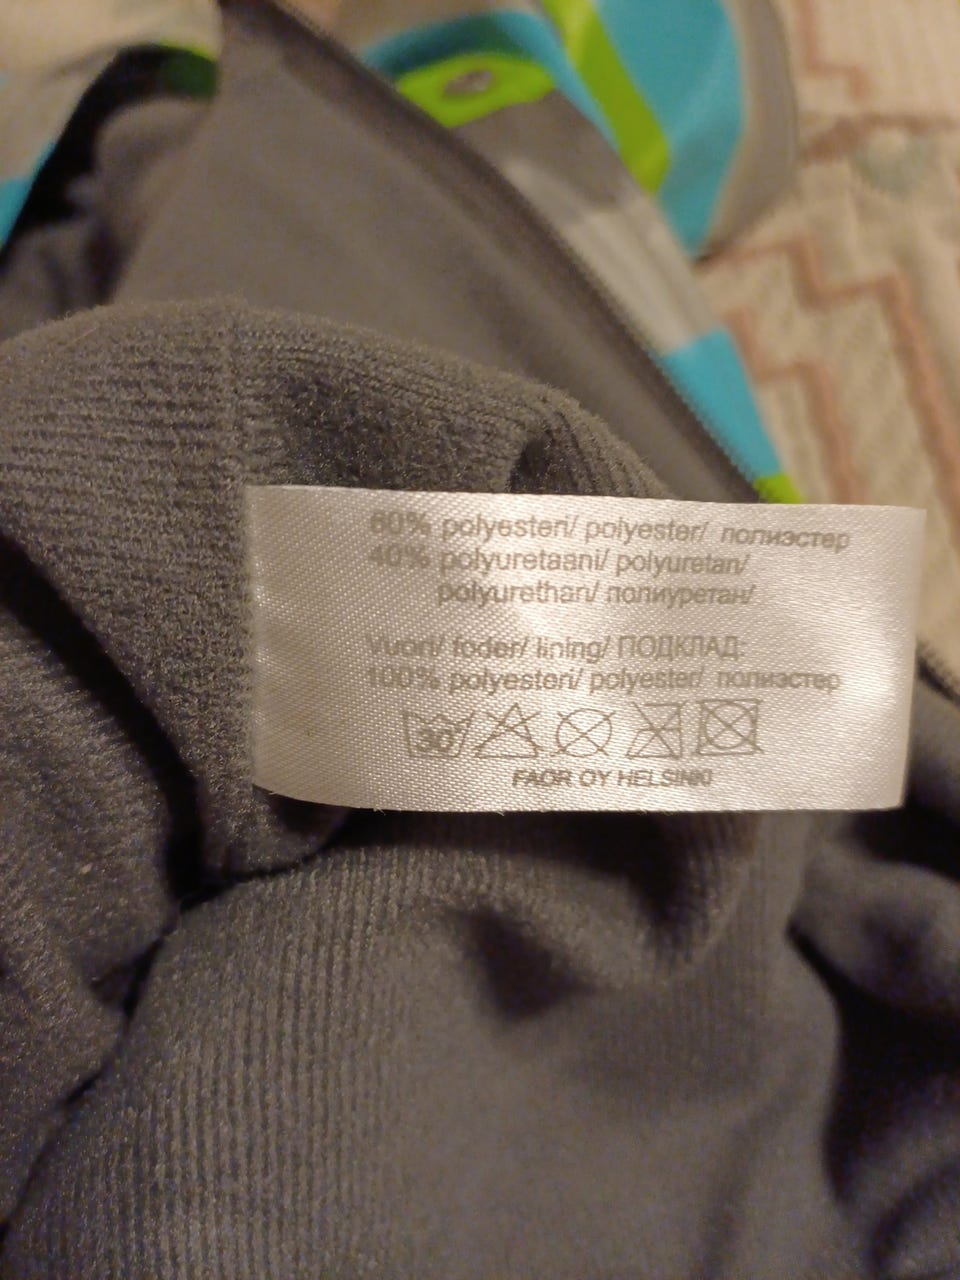 60% polyesteri/ polyester/ полиэстер
40% polyuretaani/ polyuretan/
polyurethan/ полиуретан/
Vuori/ foder/ lining/ ПОДКЛАД:
100% polyesteri/ polyester/ полиэстер
30°
FAOR OY HELSINKI